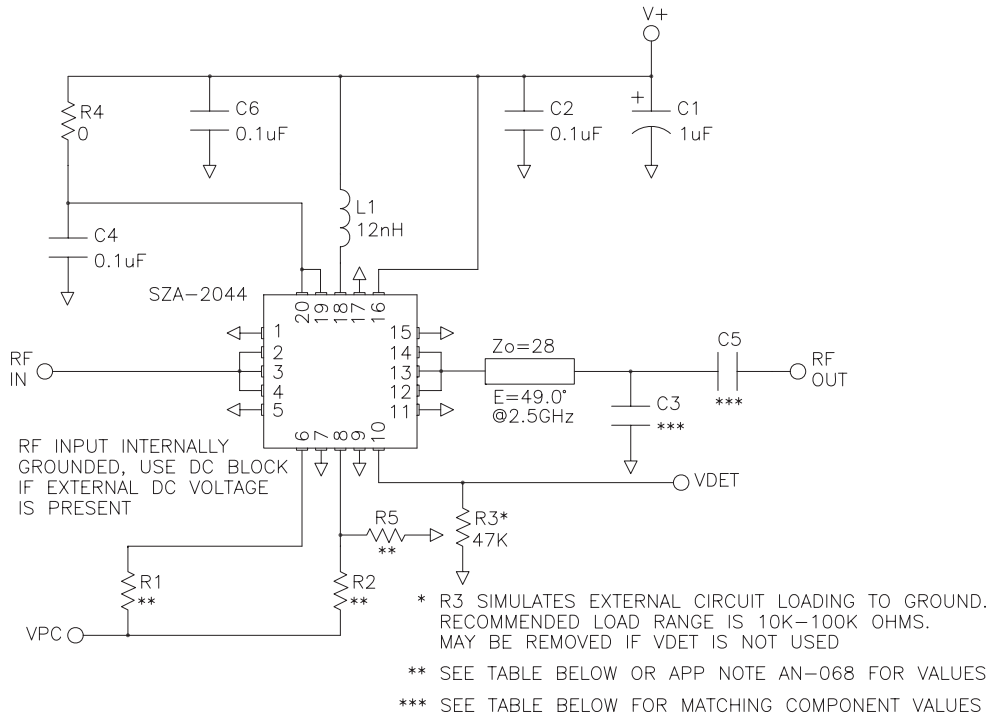 V+
R4
0
C6
0.1uF
C2
0.1uF
+
C1
1uF
L1
12nH
C4
0.1uF
SZA-2044
20
19
18
17
16
1
2
3
4
5
15
14
13
12
11
6
7
8
9
10
RF
IN
Zo=28
E=49.0°
@2.5GHz
C5
***
RF
OUT
C3
***
RF INPUT INTERNALLY
GROUNDED, USE DC BLOCK
IF EXTERNAL DC VOLTAGE
IS PRESENT
VDET
R5
**
R3*
47K
R1
**
R2
**
VPC
* R3 SIMULATES EXTERNAL CIRCUIT LOADING TO GROUND.
RECOMMENDED LOAD RANGE IS 10K-100K OHMS.
MAY BE REMOVED IF VDET IS NOT USED
** SEE TABLE BELOW OR APP NOTE AN-068 FOR VALUES
*** SEE TABLE BELOW FOR MATCHING COMPONENT VALUES